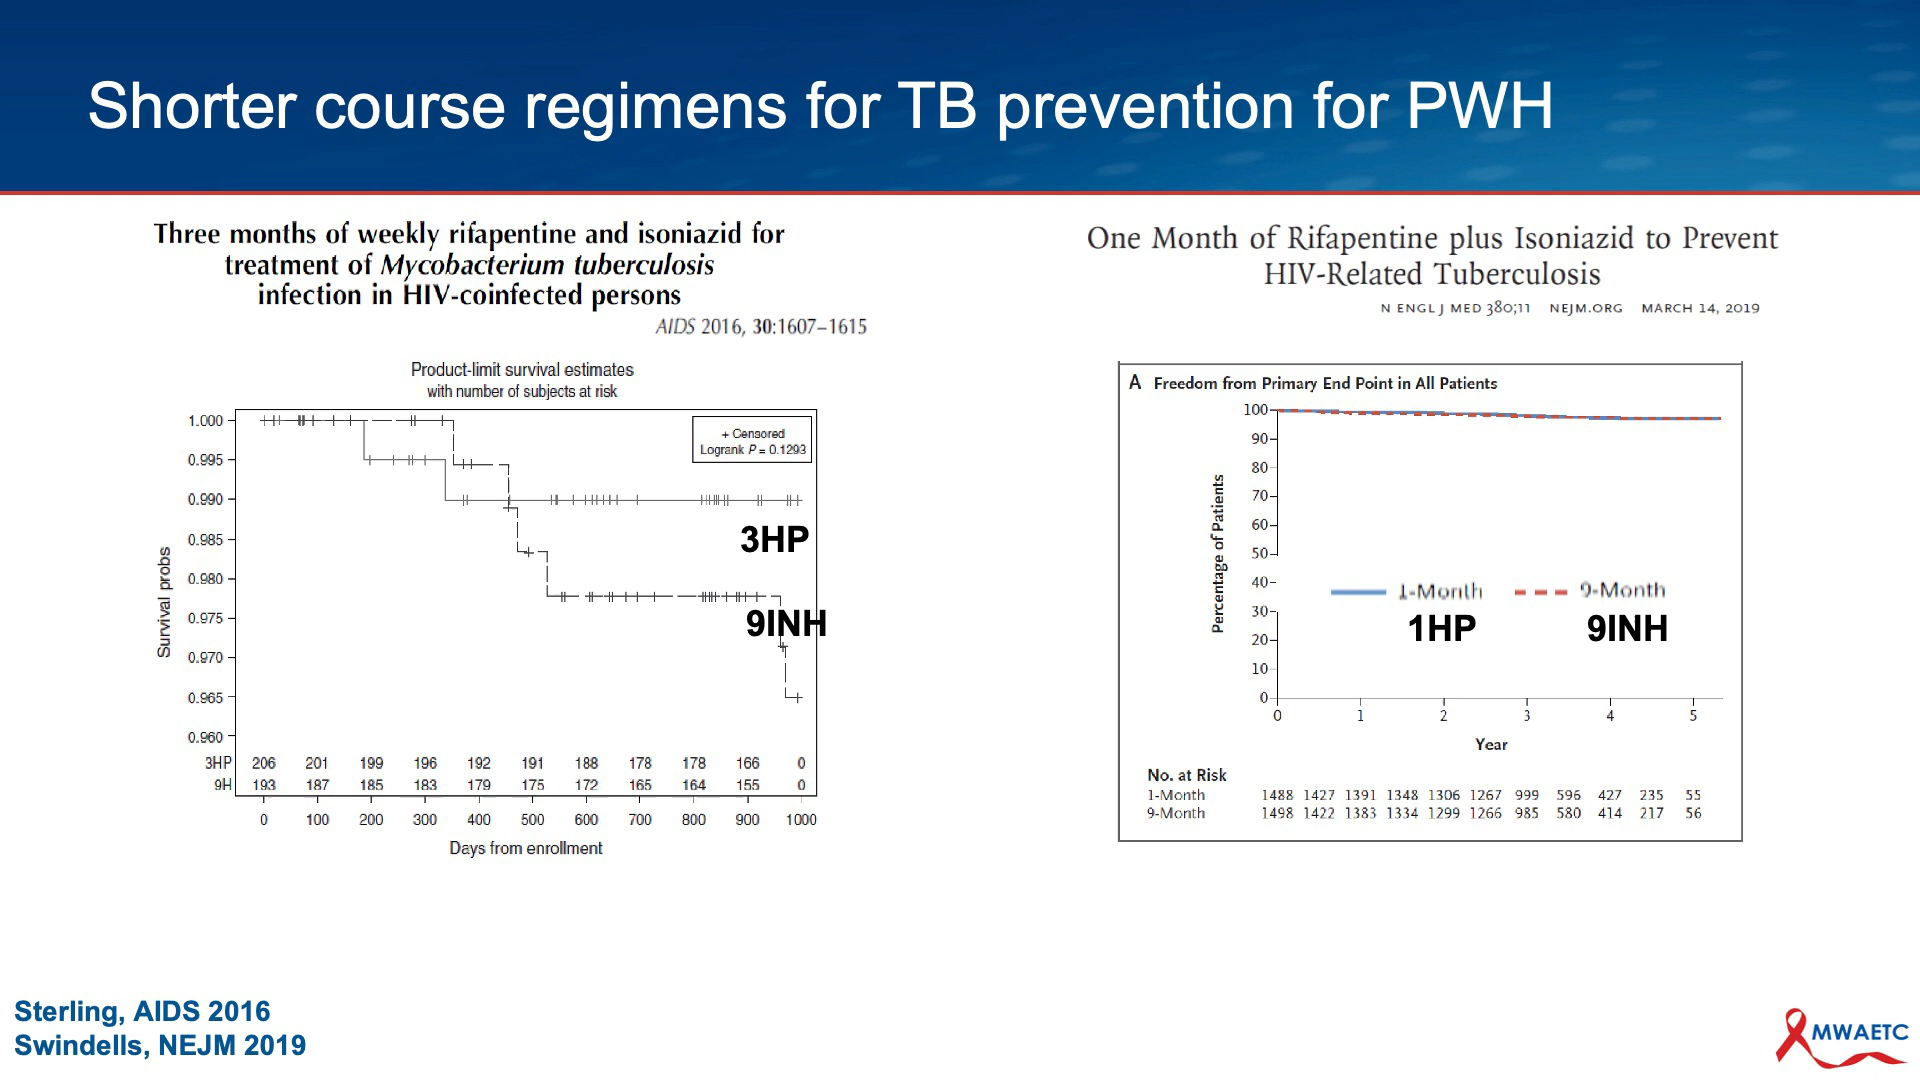 Shorter course regimens for TB prevention for PWH
Three months of weekly rifapentine and isoniazid for
treatment of Mycobacterium tuberculosis
infection in HIV-coinfected persons
AIDS 2016, 30:1607–1615
Product-limit survival estimates
with number of subjects at risk
+ Censored
Logrank P = 0.1293
Survival probs
1.000
0.995
0.990
0.985
0.980
0.975
0.970
0.965
0.960
3HP
9INH
3HP 206 201 199 196 192 191 188 178 178 166 0
9H 193 187 185 183 179 175 172 165 164 155 0
0 100 200 300 400 500 600 700 800 900 1000
Days from enrollment
One Month of Rifapentine plus Isoniazid to Prevent
HIV-Related Tuberculosis
N ENGL J MED 380;11 NEJM.ORG MARCH 14, 2019
A Freedom from Primary End Point in All Patients
Percentage of Patients
100
90
80
70
60
50
40
30
20
10
0
1-Month 9-Month
1HP 9INH
0 1 2 3 4 5
Year
No. at Risk
1-Month 1488 1427 1391 1348 1306 1267 999 596 427 235 55
9-Month 1498 1422 1383 1334 1299 1266 985 580 414 217 56
Sterling, AIDS 2016
Swindells, NEJM 2019
MWAETC